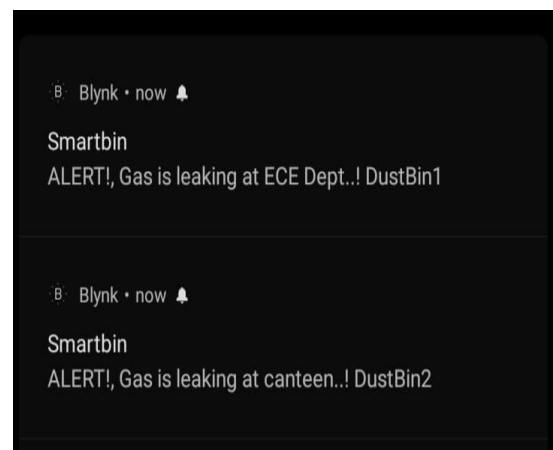 B Blynk • now
Smartbin
ALERT!, Gas is leaking at ECE Dept..! DustBin1
B Blynk • now
Smartbin
ALERT!, Gas is leaking at canteen..! DustBin2